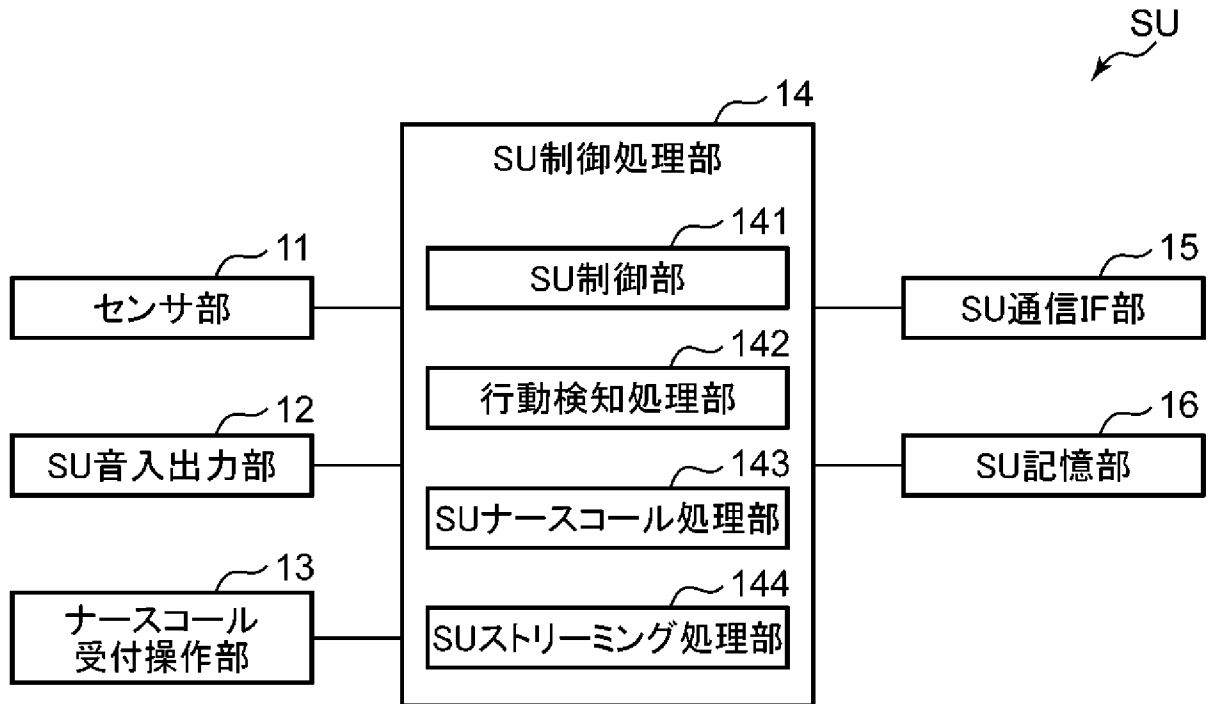 SU
14
SU制御処理部
141
SU制御部
142
行動検知処理部
143
SUナースコール処理部
144
SUストリーミング処理部
11
センサ部
12
SU音入出力部
13
ナースコール
受付操作部
15
SU通信IF部
16
SU記憶部